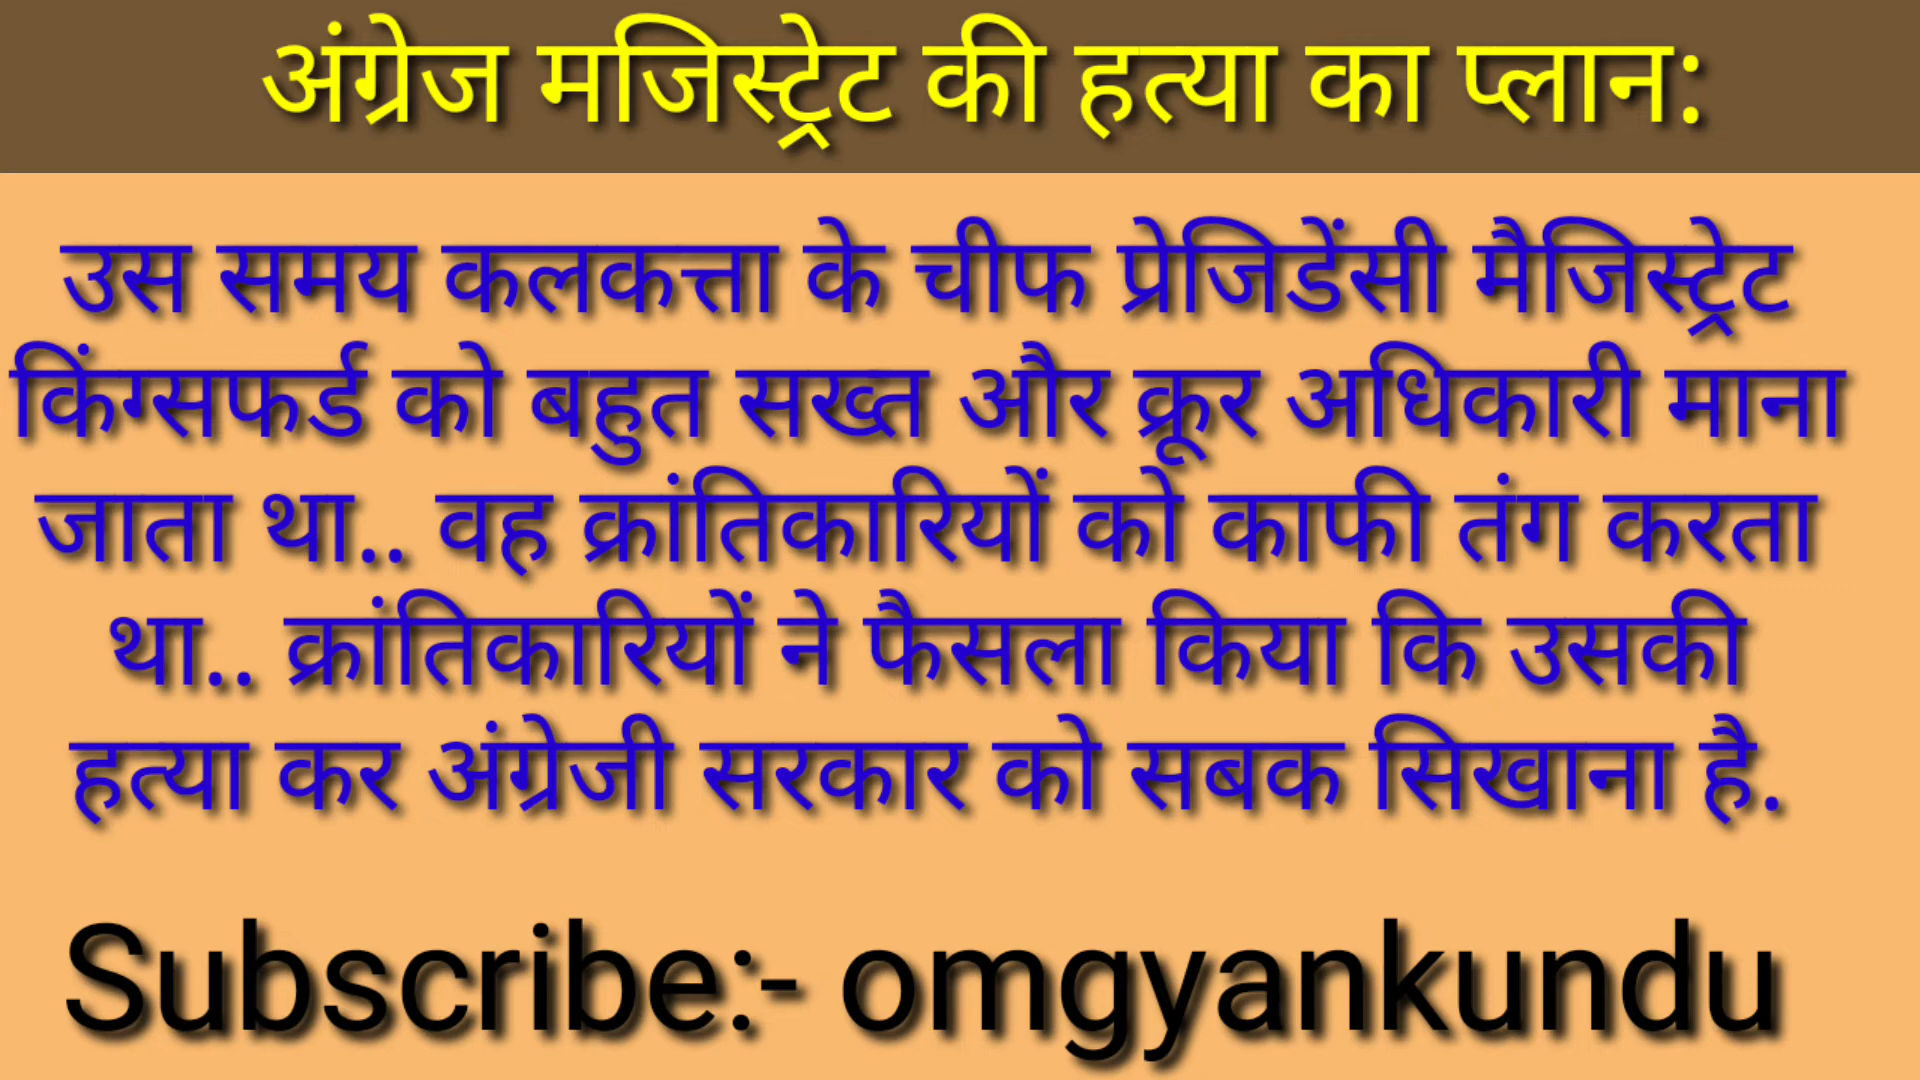 अंग्रेज मजिस्ट्रेट की हत्या का प्लान:
उस समय कलकत्ता के चीफ प्रेजिडेंसी मैजिस्ट्रेट
किंग्सफर्ड को बहुत सख्त और क्रूर अधिकारी माना
जाता था.. वह क्रांतिकारियों को काफी तंग करता
था.. क्रांतिकारियों ने फैसला किया कि उसकी
हत्या कर अंग्रेजी सरकार को सबक सिखाना है.
Subscribe:- omgyankundu